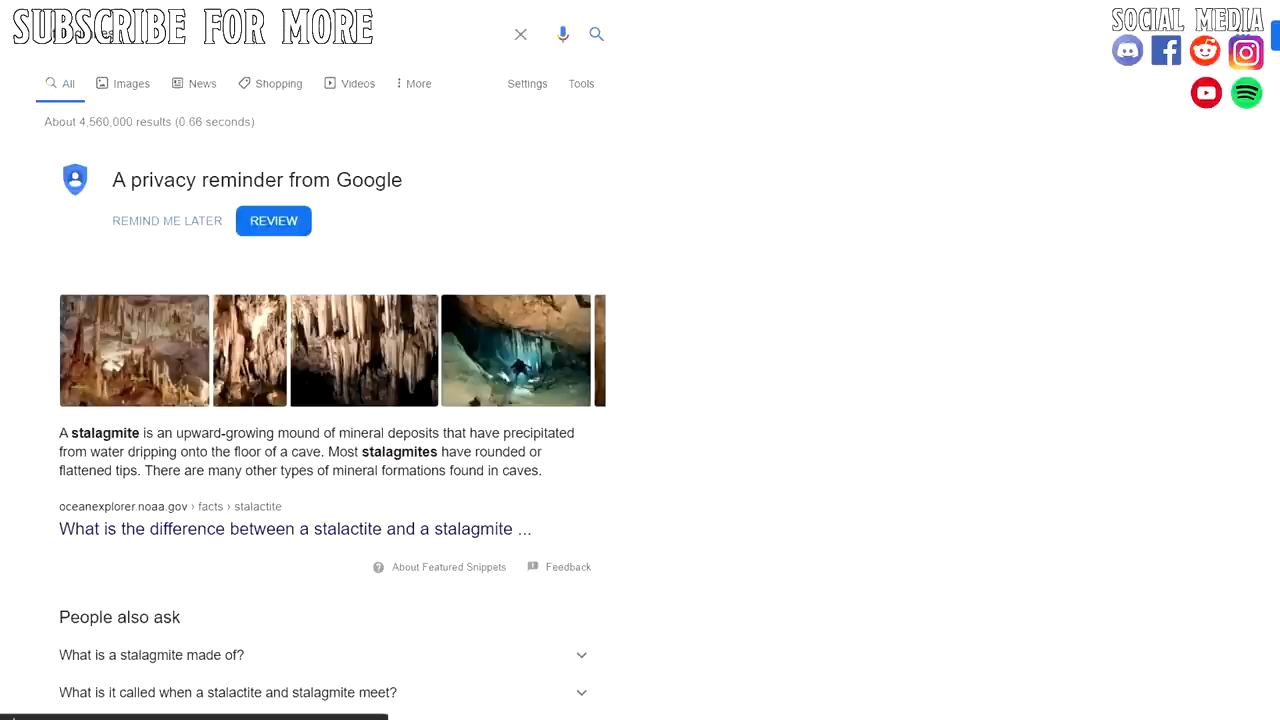 SUBSCRIBE FOR MORE
SOCIAL MEDIA
All Images News Shopping Videos More Settings Tools
About 4,560,000 results (0.66 seconds)
A privacy reminder from Google
REMIND ME LATER REVIEW
A stalagmite is an upward-growing mound of mineral deposits that have precipitated
from water dripping onto the floor of a cave. Most stalagmites have rounded or
flattened tips. There are many other types of mineral formations found in caves.
oceanexplorer.noaa.gov › facts › stalactite
What is the difference between a stalactite and a stalagmite ...
About Featured Snippets Feedback
People also ask
What is a stalagmite made of?
What is it called when a stalactite and stalagmite meet?